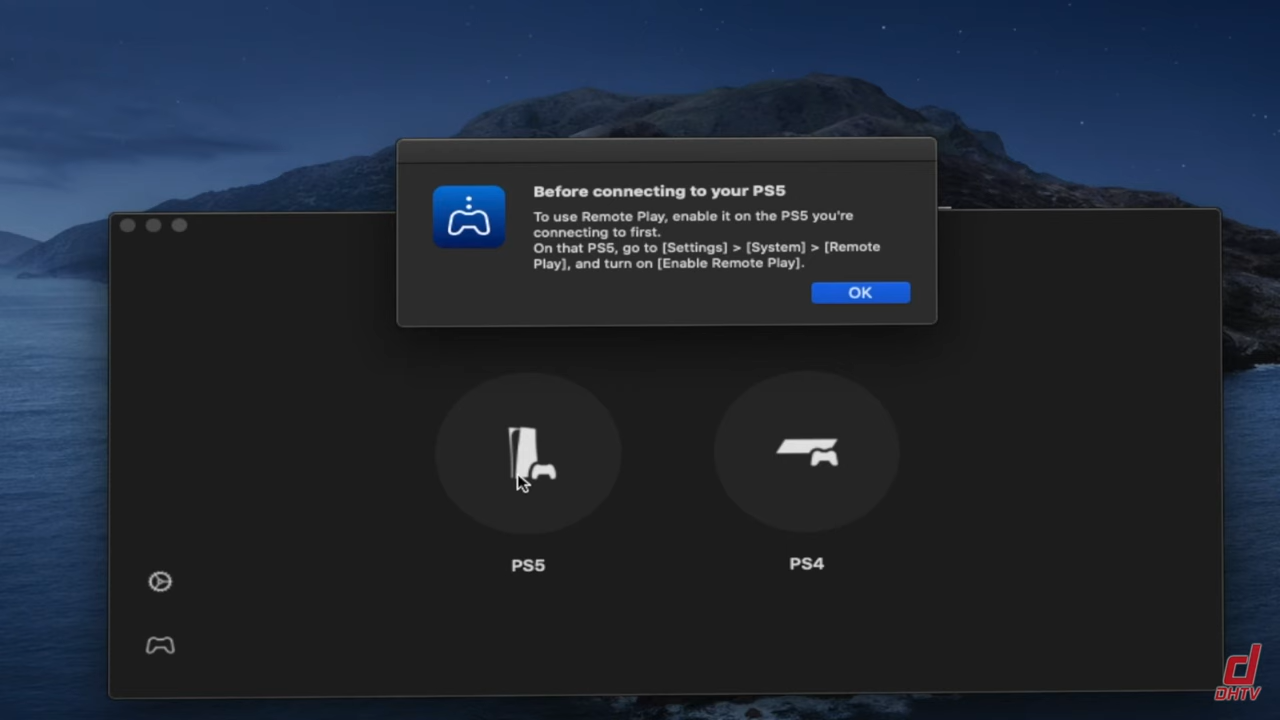 Before connecting to your PS5
To use Remote Play, enable it on the PS5 you're
connecting to first.
On that PS5, go to [Settings] > [System] > [Remote
Play], and turn on [Enable Remote Play].
OK
PS5
PS4
d
DHTV